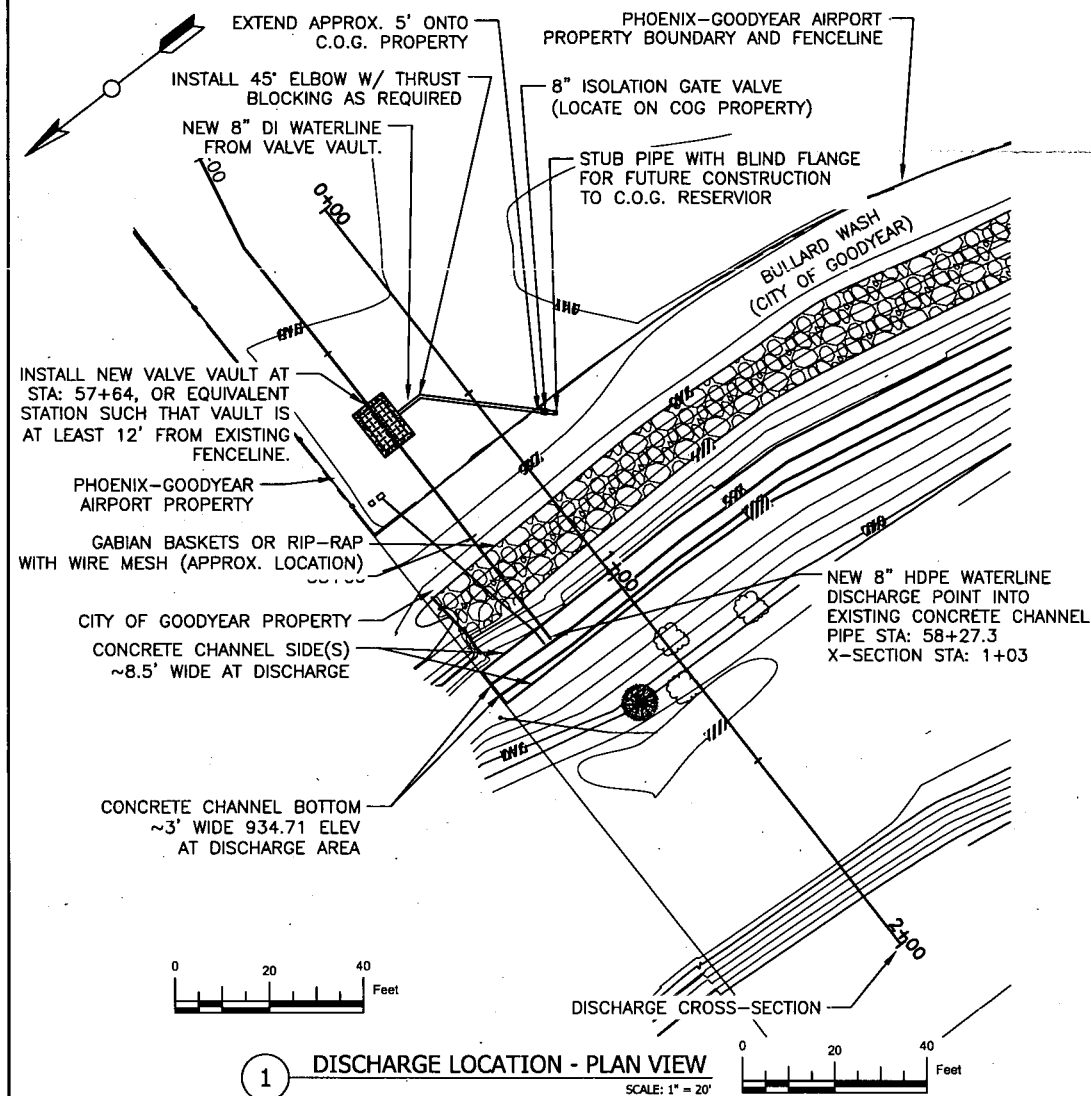 EXTEND APPROX. 5' ONTO
C.O.G. PROPERTY
PHOENIX-GOODYEAR AIRPORT
PROPERTY BOUNDARY AND FENCELINE
INSTALL 45° ELBOW W/ THRUST
BLOCKING AS REQUIRED
8" ISOLATION GATE VALVE
(LOCATE ON COG PROPERTY)
NEW 8" DI WATERLINE
FROM VALVE VAULT.
STUB PIPE WITH BLIND FLANGE
FOR FUTURE CONSTRUCTION
TO C.O.G. RESERVIOR
:00
0+00
BULLARD WASH
(CITY OF GOODYEAR)
INSTALL NEW VALVE VAULT AT
STA: 57+64, OR EQUIVALENT
STATION SUCH THAT VAULT IS
AT LEAST 12' FROM EXISTING
FENCELINE.
PHOENIX-GOODYEAR
AIRPORT PROPERTY
GABIAN BASKETS OR RIP-RAP
WITH WIRE MESH (APPROX. LOCATION)
1+00
CITY OF GOODYEAR PROPERTY
CONCRETE CHANNEL SIDE(S)
~8.5' WIDE AT DISCHARGE
NEW 8" HDPE WATERLINE
DISCHARGE POINT INTO
EXISTING CONCRETE CHANNEL
PIPE STA: 58+27.3
X-SECTION STA: 1+03
CONCRETE CHANNEL BOTTOM
~3' WIDE 934.71 ELEV
AT DISCHARGE AREA
2+00
DISCHARGE CROSS-SECTION
0 20 40
Feet
1 DISCHARGE LOCATION - PLAN VIEW
SCALE: 1" = 20'
0 20 40
Feet